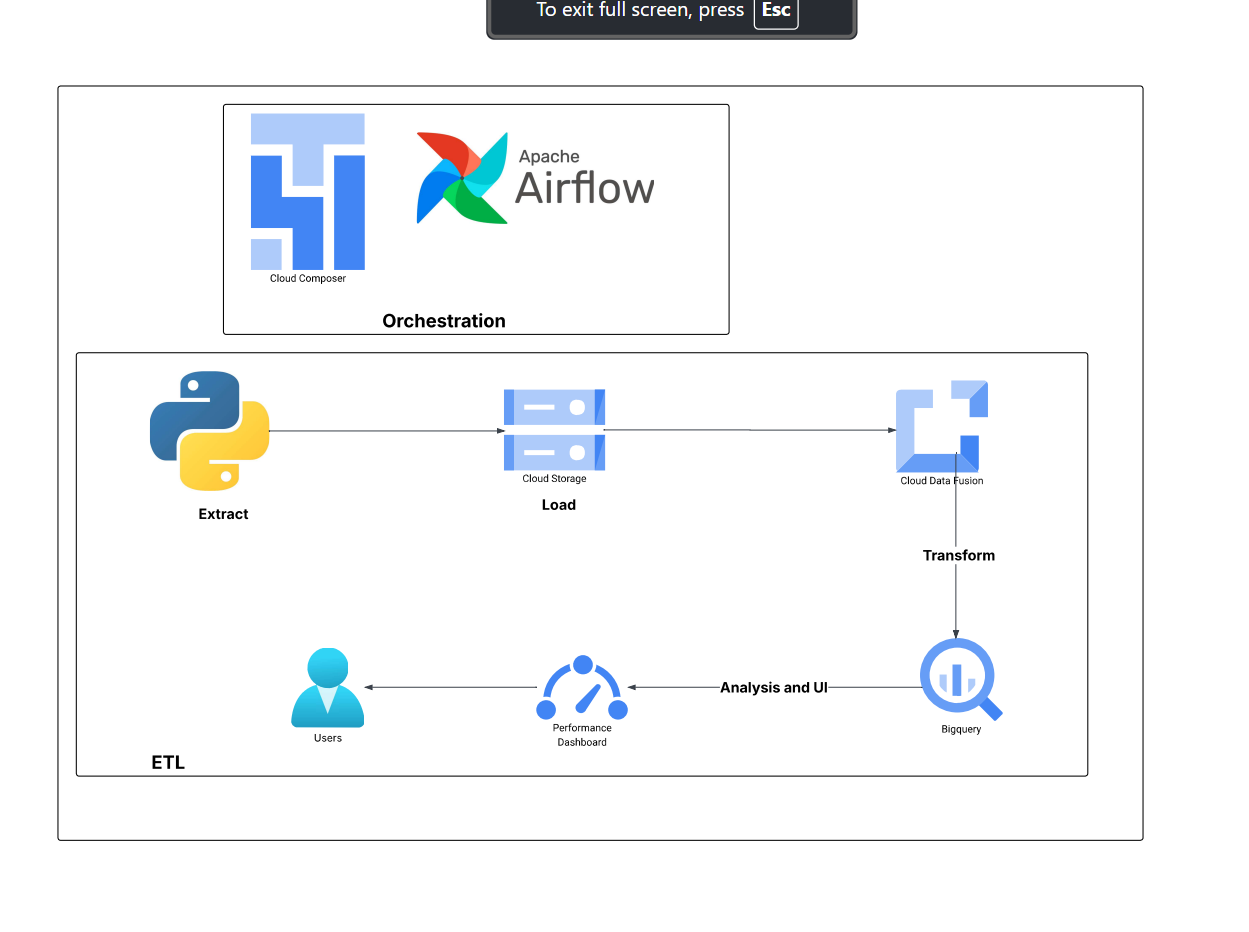 To exit full screen, press Esc
Apache
Airflow
Cloud Composer
Orchestration
Cloud Storage
Cloud Data Fusion
Load
Extract
Transform
Analysis and UI
Performance
Dashboard
Bigquery
Users
ETL